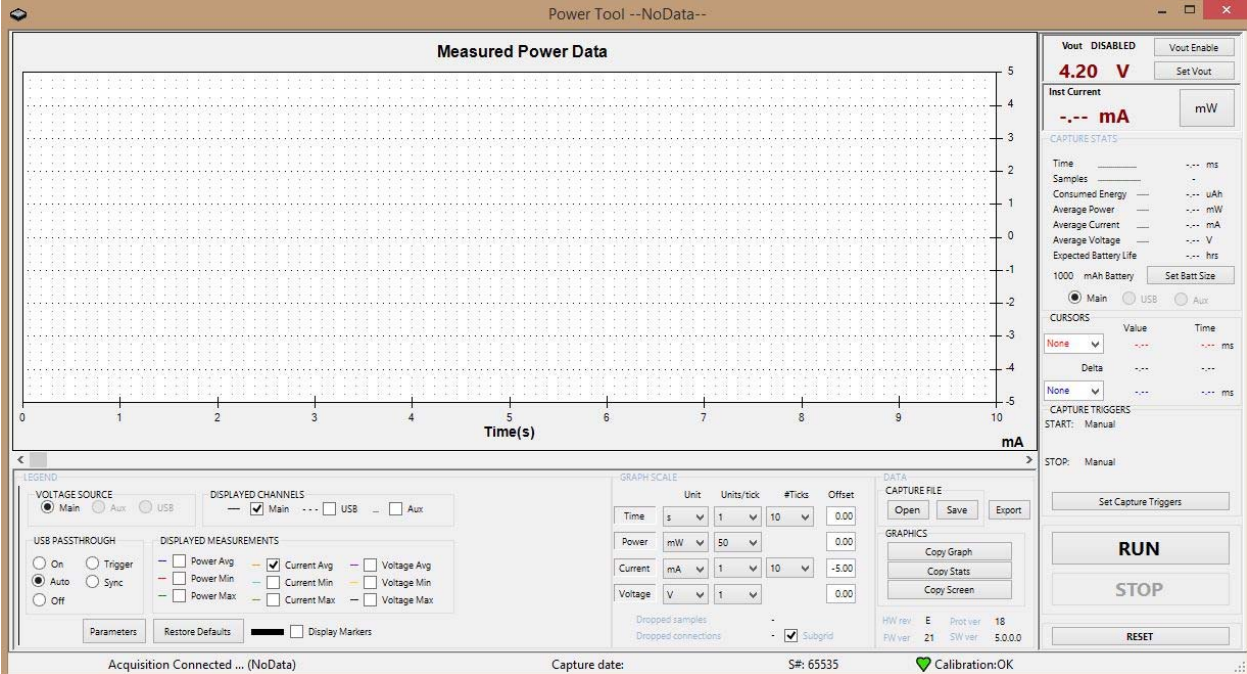 Power Tool --NoData--
Measured Power Data
5
4
3
2
1
0
-1
-2
-3
-4
-5
0 1 2 3 4 5 6 7 8 9 10
Time(s)
mA
Vout DISABLED Vout Enable
4.20 V Set Vout
Inst Current
-.-- mA mW
CAPTURE STATS
Time -.-- ms
Samples -
Consumed Energy -.-- uAh
Average Power -.-- mW
Average Current -.-- mA
Average Voltage -.-- V
Expected Battery Life -.-- hrs
1000 mAh Battery Set Batt Size
Main USB Aux
CURSORS
Value Time
None -.-- -.-- ms
Delta -.-- -.--
None -.-- -.-- ms
CAPTURE TRIGGERS
START: Manual
STOP: Manual
Set Capture Triggers
RUN
STOP
RESET
LEGEND
VOLTAGE SOURCE
Main Aux USB
DISPLAYED CHANNELS
Main USB Aux
USB PASSTHROUGH
On Trigger
Auto Sync
Off
DISPLAYED MEASUREMENTS
Power Avg Current Avg Voltage Avg
Power Min Current Min Voltage Min
Power Max Current Max Voltage Max
Parameters Restore Defaults Display Markers
GRAPH SCALE
Unit Units/tick #Ticks Offset
Time s 1 10 0.00
Power mW 50 0.00
Current mA 1 10 -5.00
Voltage V 1 0.00
Dropped samples -
Dropped connections - Subgrid
DATA
CAPTURE FILE
Open Save Export
GRAPHICS
Copy Graph
Copy Stats
Copy Screen
HW rev E Prot ver 18
FW ver 21 SW ver 5.0.0.0
Acquisition Connected ... (NoData) Capture date: S#: 65535 Calibration:OK